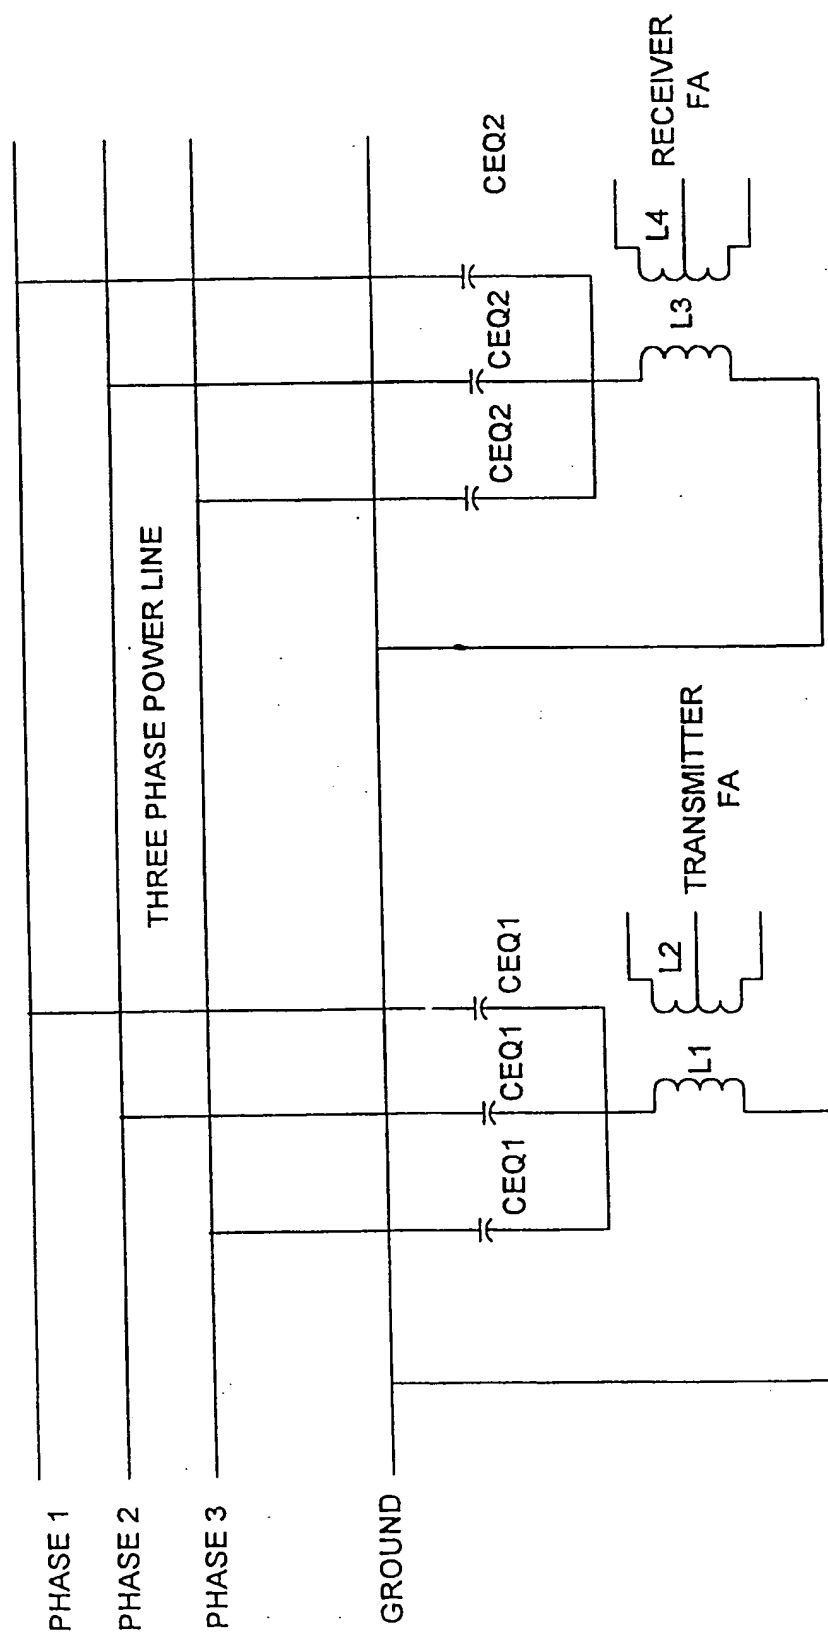 PHASE 1
PHASE 2
PHASE 3
GROUND
THREE PHASE POWER LINE
CEQ1
CEQ1
CEQ1
L1
L2
TRANSMITTER
FA
CEQ2
CEQ2
CEQ2
L3
L4
RECEIVER
FA